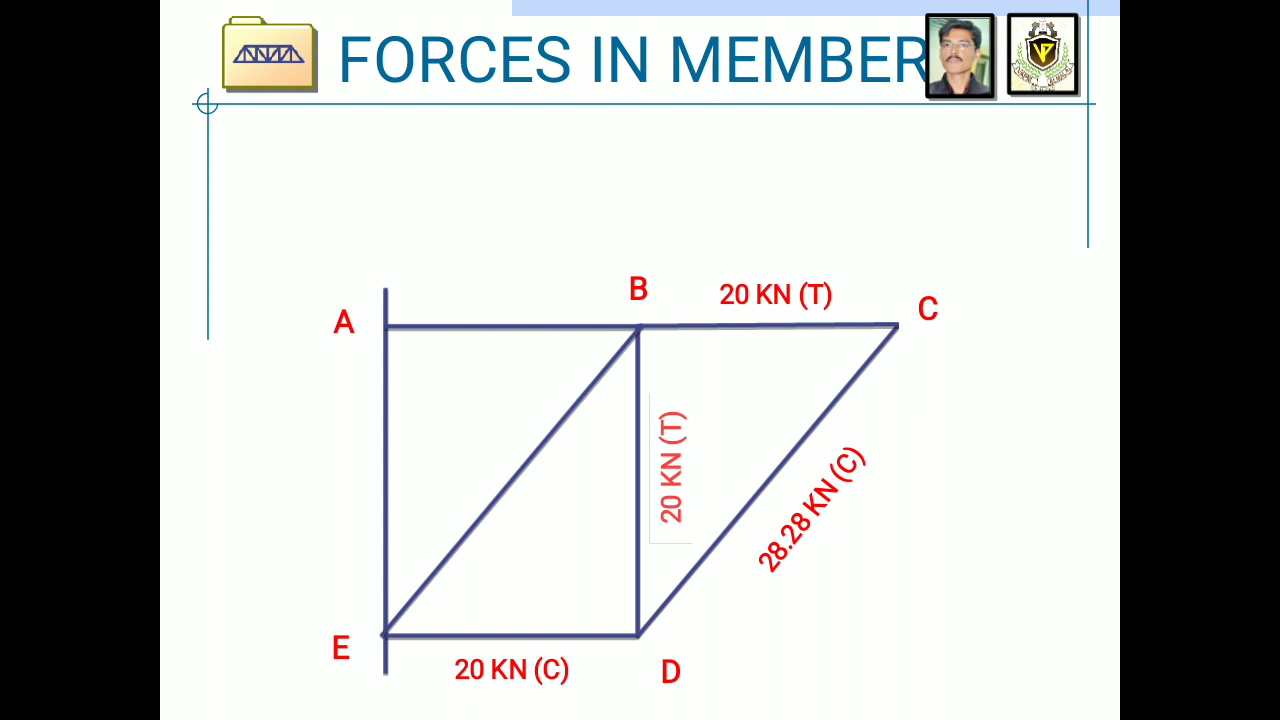 FORCES IN MEMBER
B
20 KN (T)
C
A
20 KN (T)
28.28 KN (C)
E
20 KN (C)
D